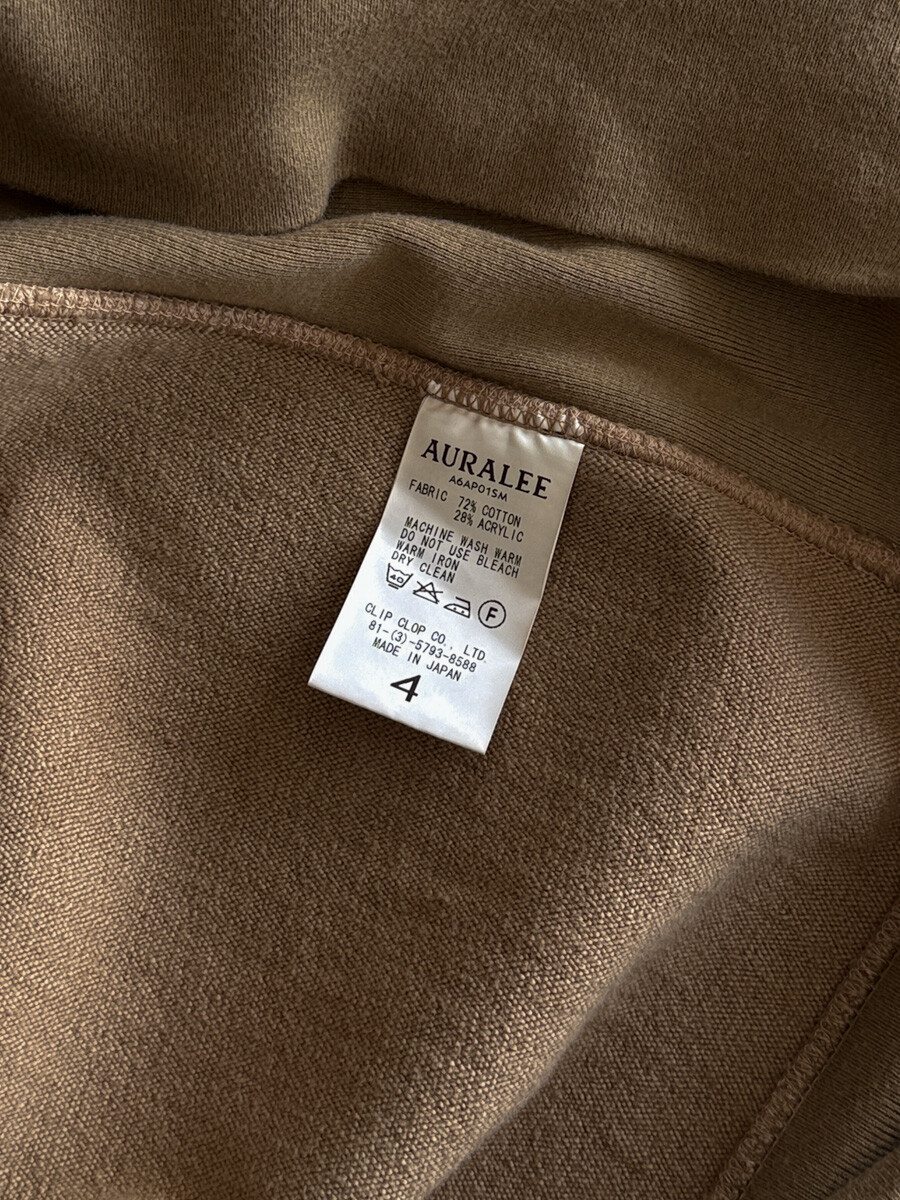 AURALEE
A6AP01SM
FABRIC 72% COTTON
28% ACRYLIC
MACHINE WASH WARM
DO NOT USE BLEACH
WARM IRON
DRY CLEAN
40 F
CLIP CLOP CO., LTD.
81-(3)-5793-8588
MADE IN JAPAN
4